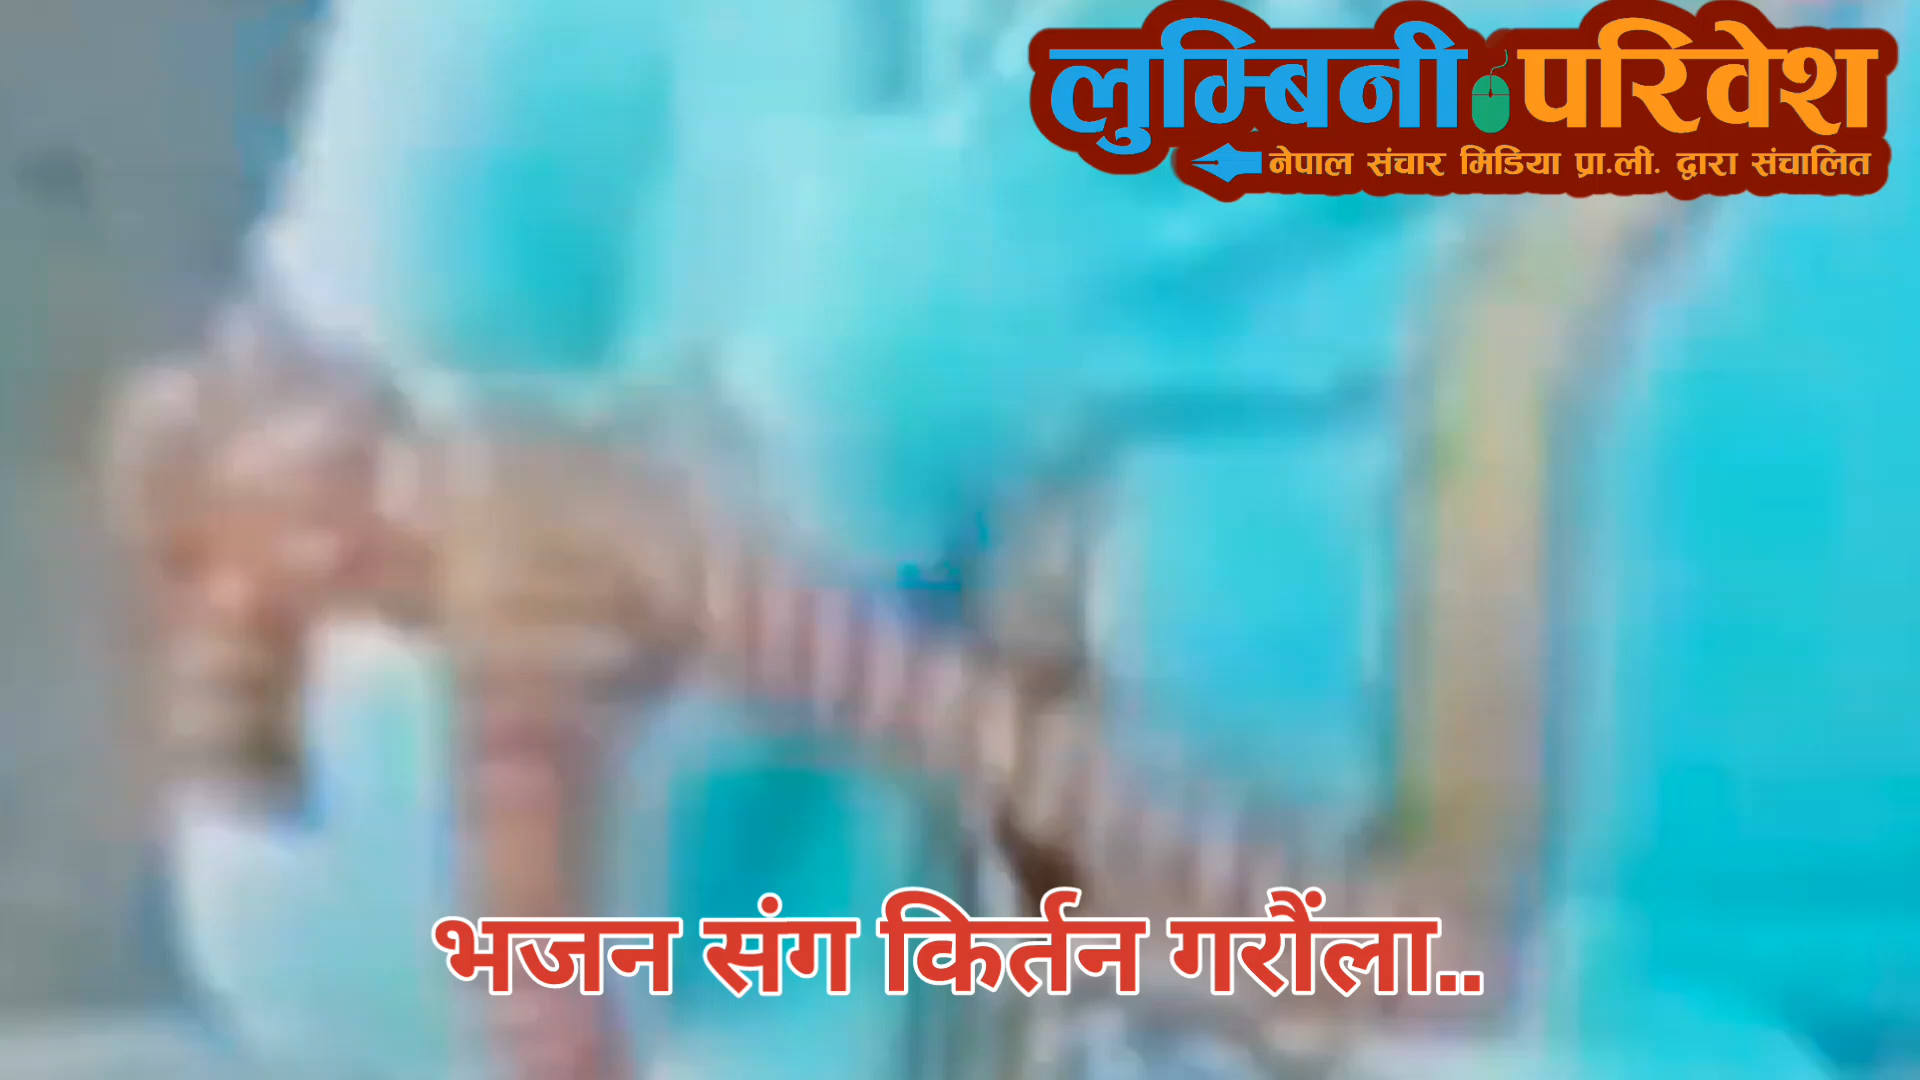 लुम्बिनी परिवेश
नेपाल संचार मिडिया प्रा.ली. द्वारा संचालित
भजन संग किर्तन गरौंला..